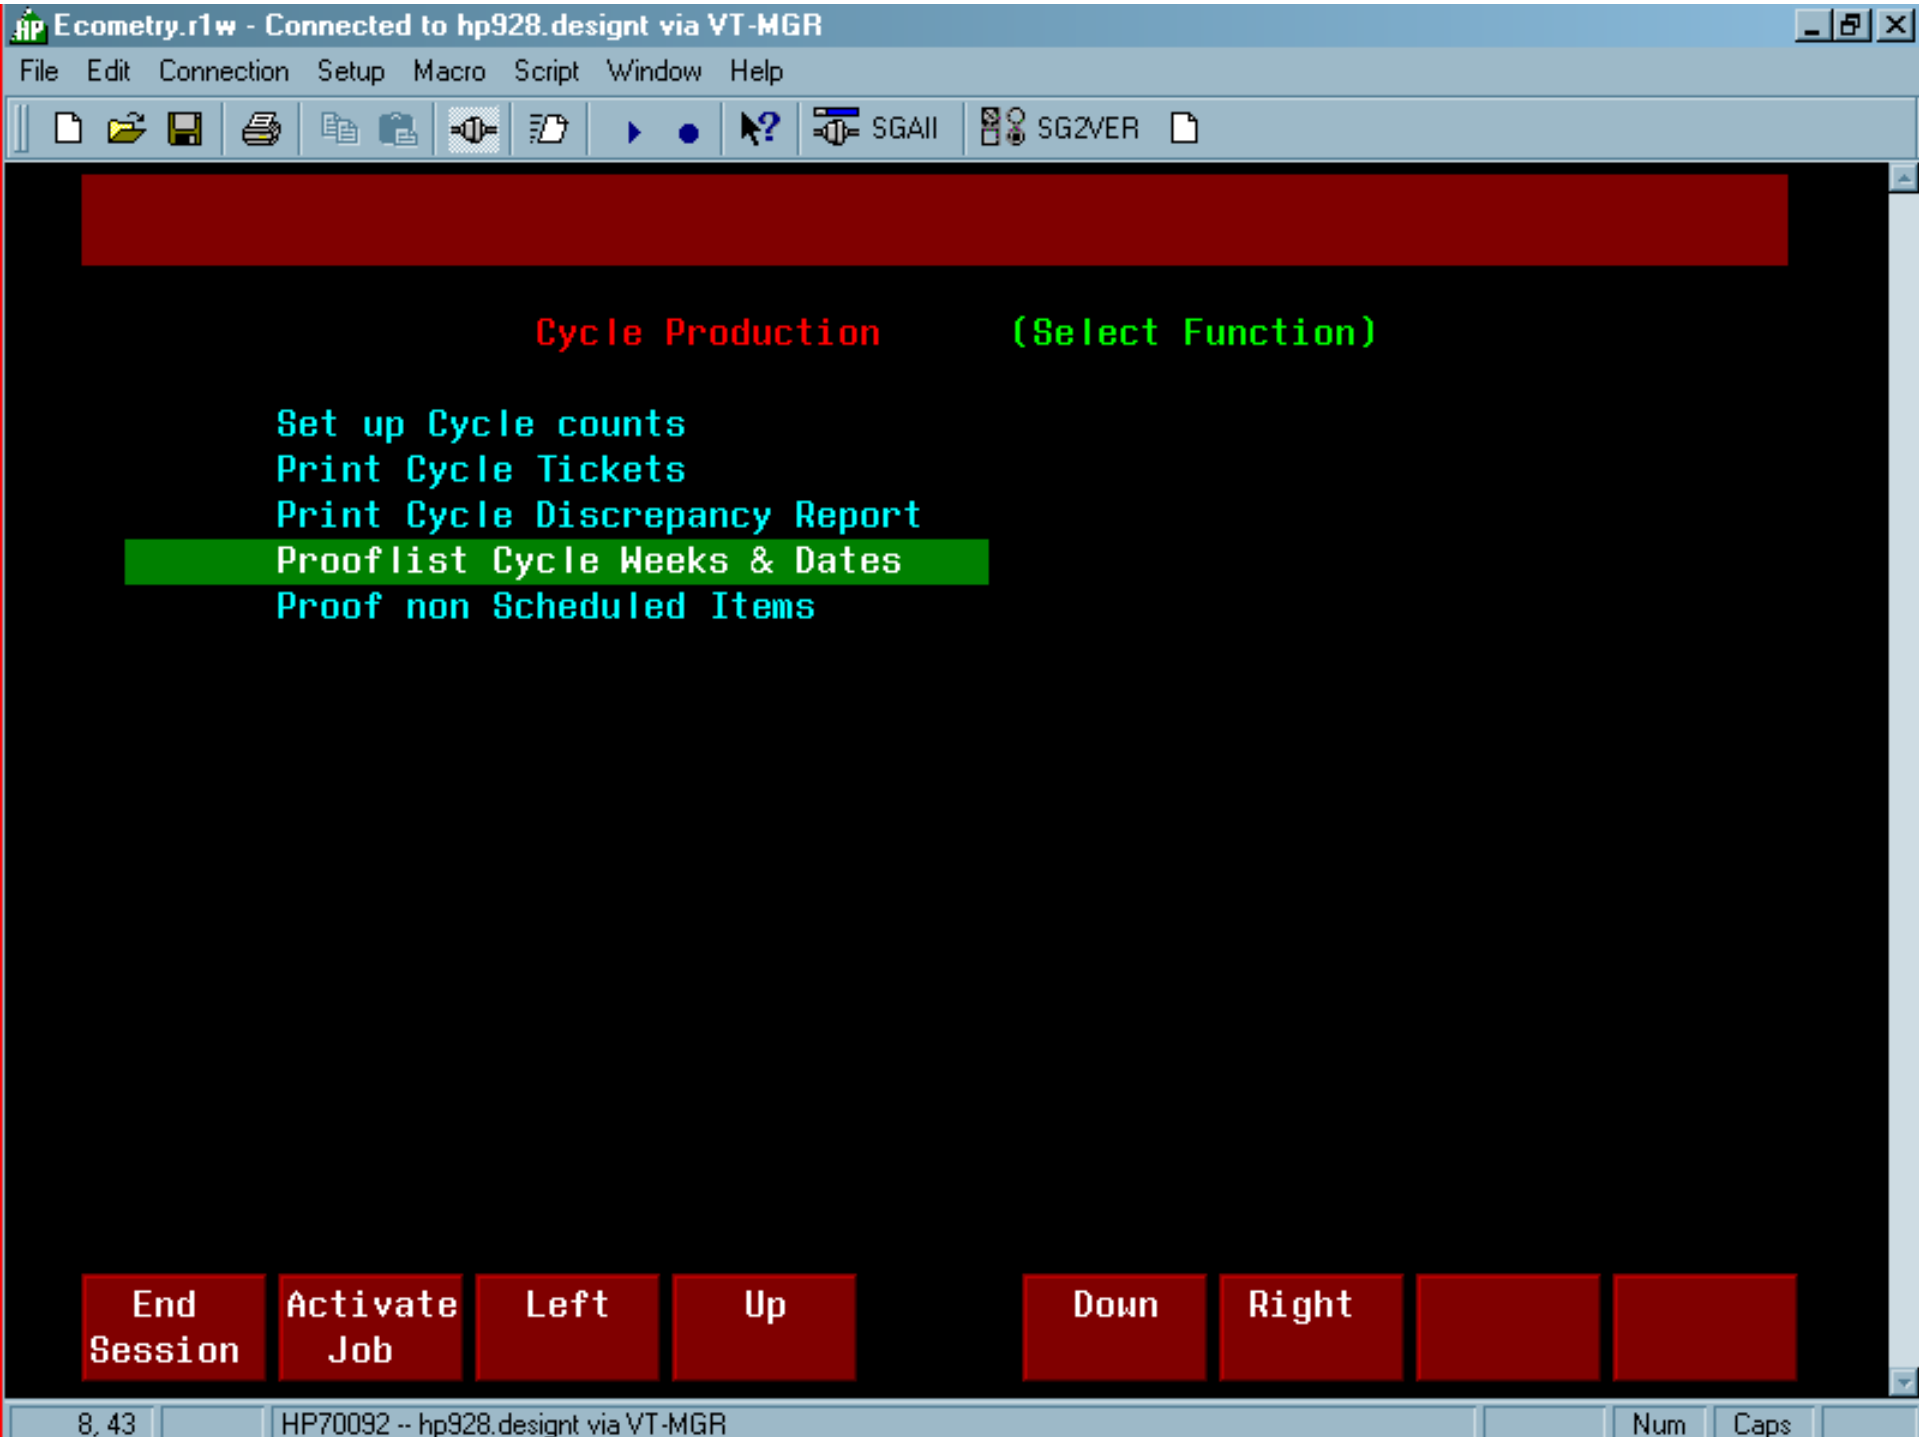 Ecometry.r1w - Connected to hp928.designt via VT-MGR
File Edit Connection Setup Macro Script Window Help
SGAll SG2VER
Cycle Production (Select Function)
Set up Cycle counts
Print Cycle Tickets
Print Cycle Discrepancy Report
Prooflist Cycle Weeks & Dates
Proof non Scheduled Items
End Session Activate Job Left Up Down Right
8, 43 HP70092 -- hp928.designt via VT-MGR Num Caps